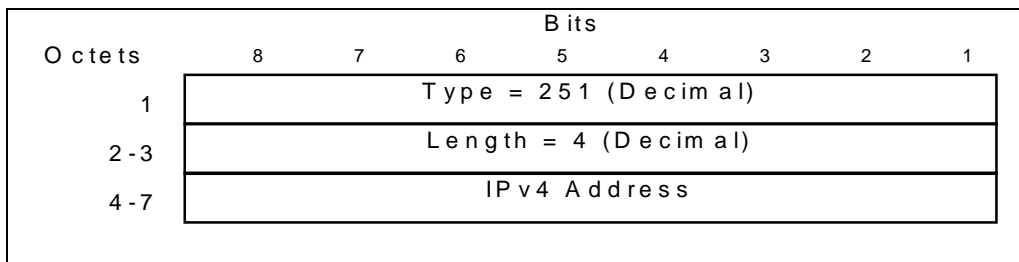 Bits
Octets 8 7 6 5 4 3 2 1
1 Type = 251 (Decimal)
2-3 Length = 4 (Decimal)
4-7 IPv4 Address